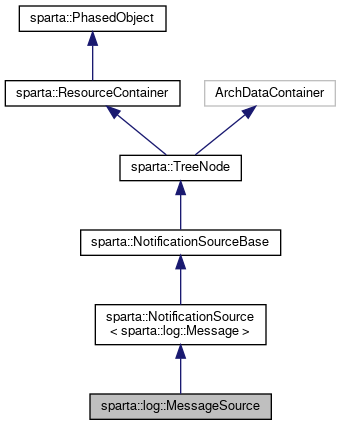 sparta::PhasedObject
sparta::ResourceContainer
ArchDataContainer
sparta::TreeNode
sparta::NotificationSourceBase
sparta::NotificationSource
< sparta::log::Message >
sparta::log::MessageSource